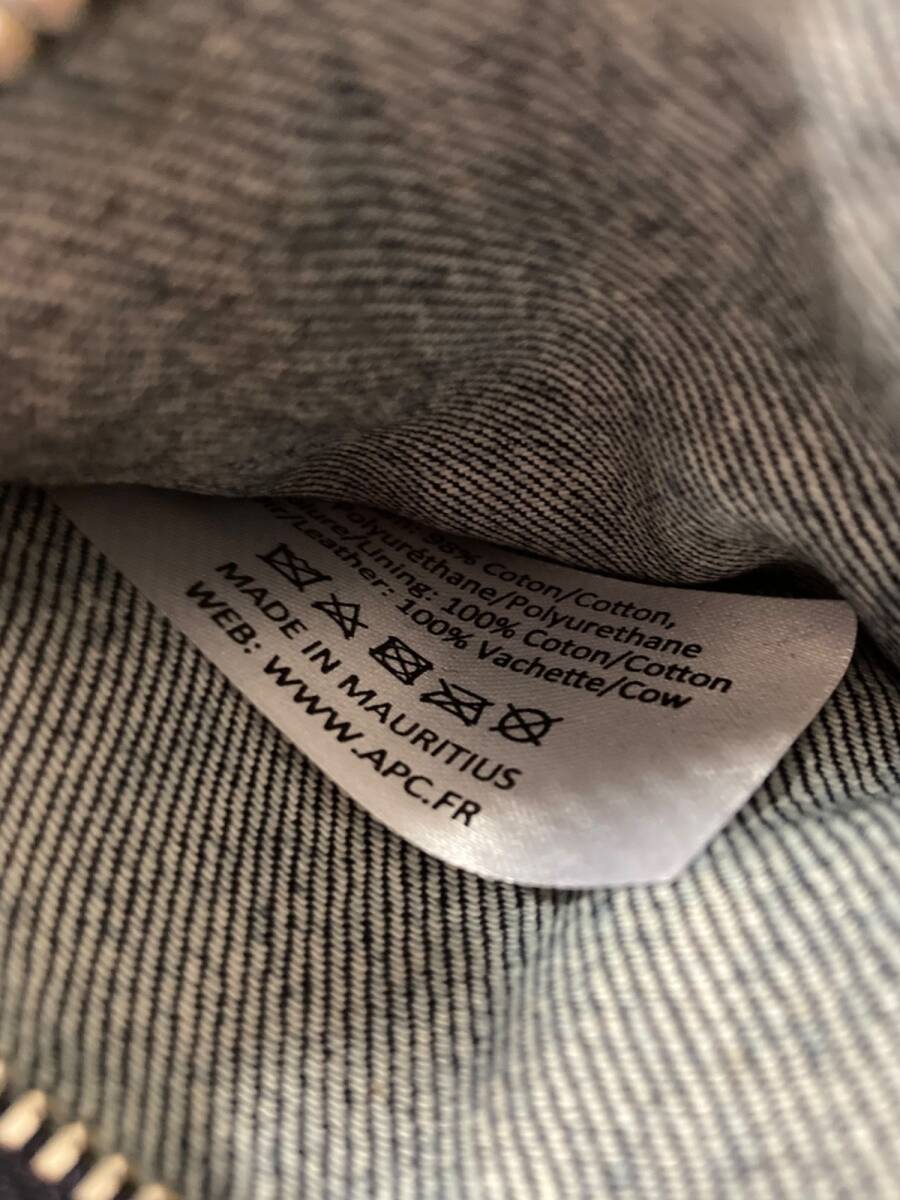 98% Coton/Cotton,
Polyuréthane/Polyurethane
Lining: 100% Coton/Cotton
Leather: 100% Vachette/Cow
MADE IN MAURITIUS
WEB: WWW.APC.FR